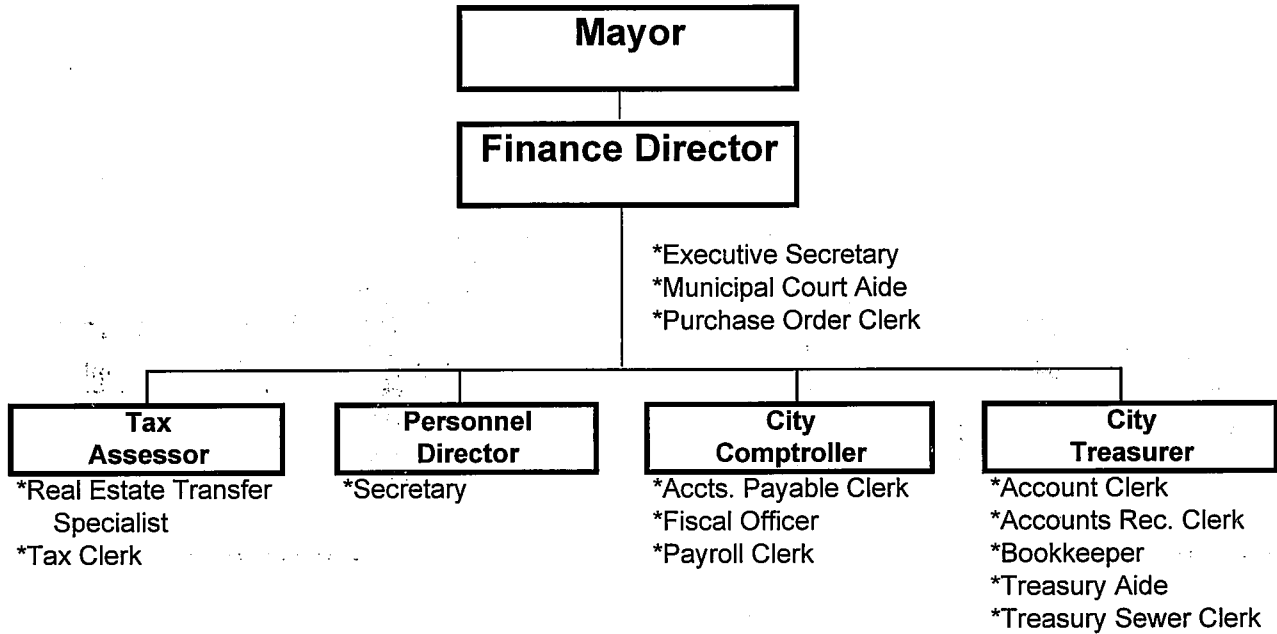 Mayor
Finance Director
*Executive Secretary
*Municipal Court Aide
*Purchase Order Clerk
Tax
Assessor
*Real Estate Transfer
Specialist
*Tax Clerk
Personnel
Director
*Secretary
City
Comptroller
*Accts. Payable Clerk
*Fiscal Officer
*Payroll Clerk
City
Treasurer
*Account Clerk
*Accounts Rec. Clerk
*Bookkeeper
*Treasury Aide
*Treasury Sewer Clerk